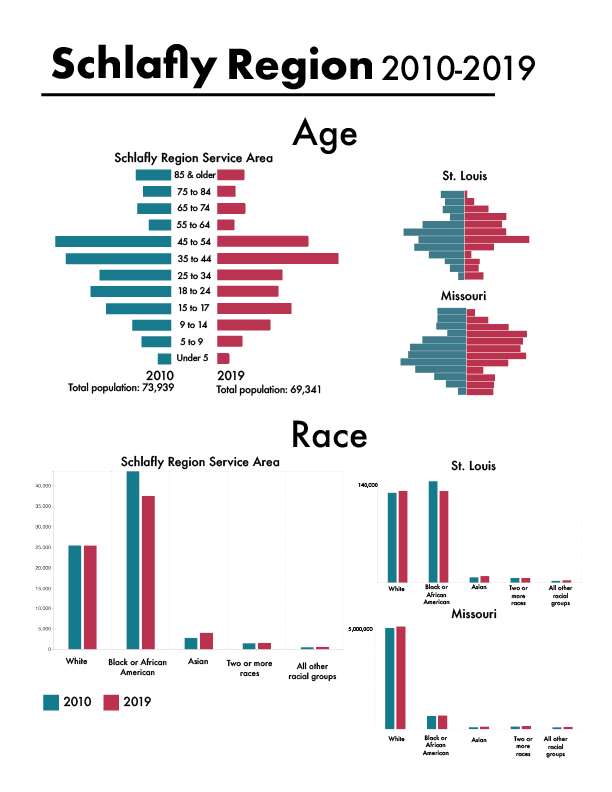 Schlafly Region 2010-2019
Age
Schlafly Region Service Area
85 & older
75 to 84
65 to 74
55 to 64
45 to 54
35 to 44
25 to 34
18 to 24
15 to 17
9 to 14
5 to 9
Under 5
2010
2019
Total population: 73,939
Total population: 69,341
St. Louis
Missouri
Race
Schlafly Region Service Area
40,000
35,000
30,000
25,000
20,000
15,000
10,000
5,000
0
White
Black or African
American
Asian
Two or more
races
All other
racial groups
2010
2019
St. Louis
140,000
White
Black or
African
American
Asian
Two or
more
races
All other
racial
groups
Missouri
5,000,000
White
Black or
African
American
Asian
Two or
more
races
All other
racial
groups